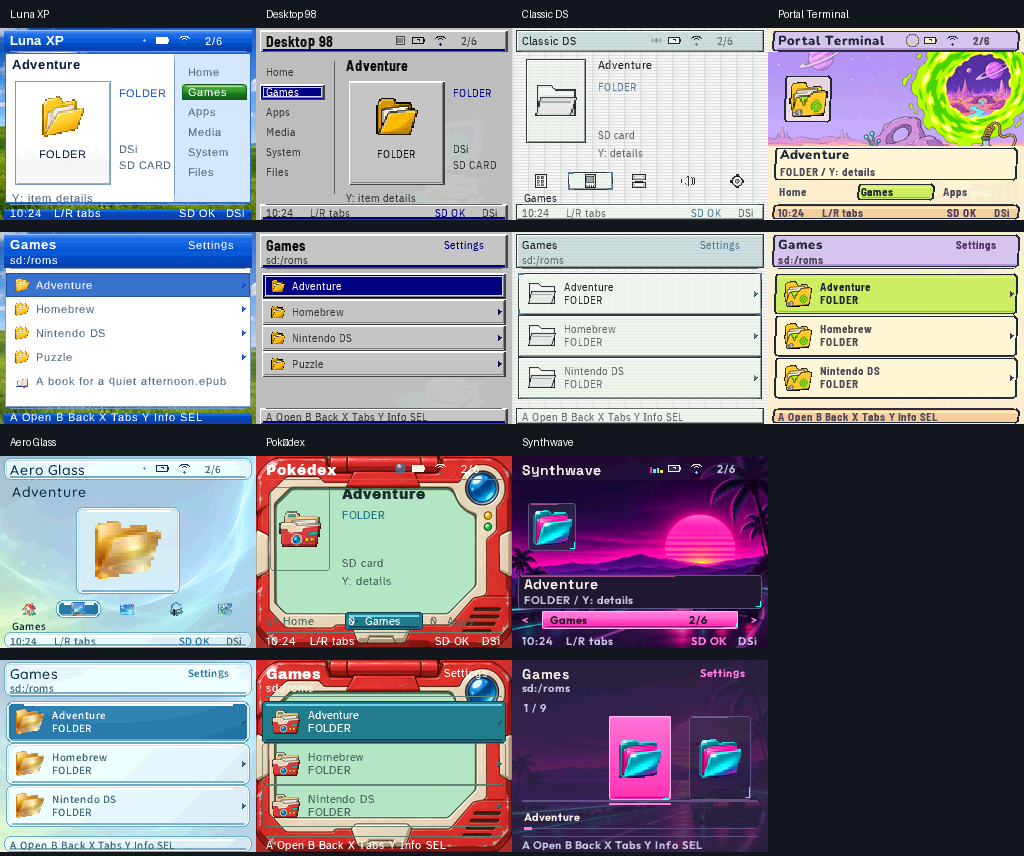 Luna XP
Desktop 98
Classic DS
Portal Terminal
Luna XP 2/6
Adventure
FOLDER
FOLDER
DSi
SD CARD
Y: item details
Home
Games
Apps
Media
System
Files
10:24 L/R tabs SD OK DSi
Desktop 98 2/6
Home
Games
Apps
Media
System
Files
Adventure
FOLDER
FOLDER
DSi
SD CARD
Y: item details
10:24 L/R tabs SD OK DSi
Classic DS 2/6
Adventure
FOLDER
SD card
Y: details
Games
10:24 L/R tabs SD OK DSi
Portal Terminal 2/6
Adventure
FOLDER / Y: details
Home Games Apps
10:24 L/R tabs SD OK DSi
Games Settings
sd:/roms
Adventure
Homebrew
Nintendo DS
Puzzle
A book for a quiet afternoon.epub
A Open B Back X Tabs Y Info SEL
Games Settings
sd:/roms
Adventure
Homebrew
Nintendo DS
Puzzle
A Open B Back X Tabs Y Info SEL
Games Settings
sd:/roms
Adventure
FOLDER
Homebrew
FOLDER
Nintendo DS
FOLDER
A Open B Back X Tabs Y Info SEL
Games Settings
sd:/roms
Adventure
FOLDER
Homebrew
FOLDER
Nintendo DS
FOLDER
A Open B Back X Tabs Y Info SEL
Aero Glass
Pok□dex
Synthwave
Aero Glass 2/6
Adventure
Games
10:24 L/R tabs SD OK DSi
Pokédex 2/6
Adventure
FOLDER
SD card
Y: details
Home Games
10:24 L/R tabs SD OK DSi
Synthwave 2/6
Adventure
FOLDER / Y: details
< Games 2/6 >
10:24 L/R tabs SD OK DSi
Games Settings
sd:/roms
Adventure
FOLDER
Homebrew
FOLDER
Nintendo DS
FOLDER
A Open B Back X Tabs Y Info SEL
Games Settings
sd:/roms
Adventure
FOLDER
Homebrew
FOLDER
Nintendo DS
FOLDER
A Open B Back X Tabs Y Info SEL
Games Settings
sd:/roms
1 / 9
Adventure
A Open B Back X Tabs Y Info SEL